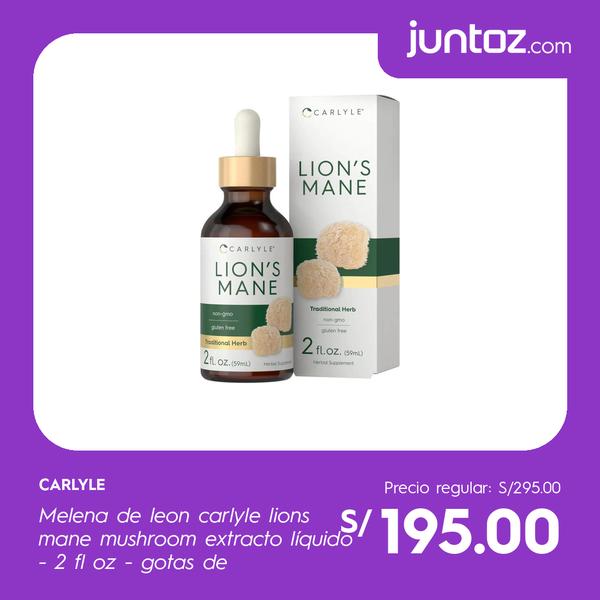 juntoz.com
CARLYLE
LION'S
MANE
Traditional Herb
non-gmo
gluten free
2 fl.oz. (59mL)
Herbal Supplement
CARLYLE
LION'S
MANE
non-gmo
gluten free
Traditional Herb
2 fl. oz. (59mL)
Herbal Supplement
CARLYLE
Melena de leon carlyle lions
mane mushroom extracto líquido
- 2 fl oz - gotas de
Precio regular: S/295.00
S/195.00